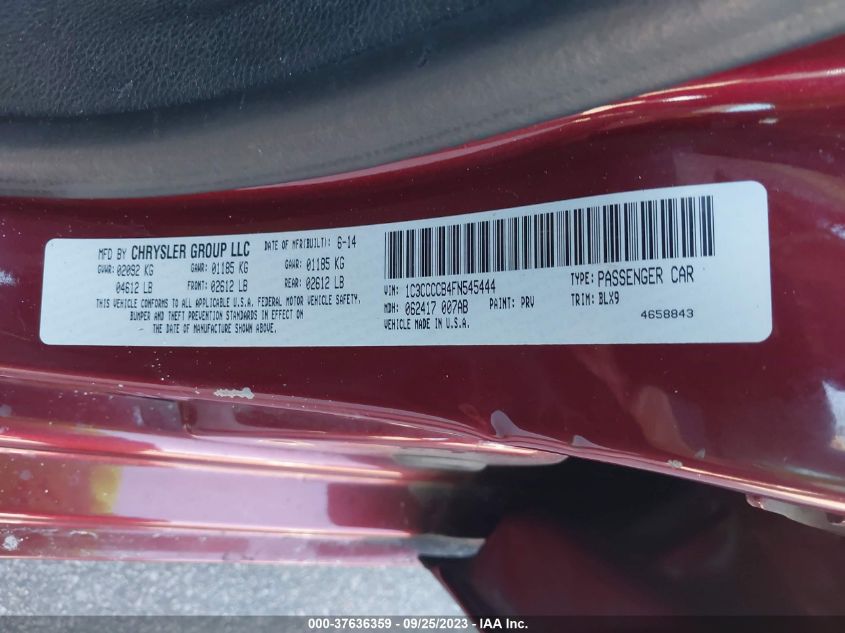 MFD BY CHRYSLER GROUP LLC DATE OF MFR(BUILT): 6-14
GVWR: 02092 KG GAWR: 01185 KG GAWR: 01185 KG
04612 LB FRONT: 02612 LB REAR: 02612 LB
THIS VEHICLE CONFORMS TO ALL APPLICABLE U.S.A. FEDERAL MOTOR VEHICLE SAFETY,
BUMPER AND THEFT PREVENTION STANDARDS IN EFFECT ON
THE DATE OF MANUFACTURE SHOWN ABOVE.
VIN: 1C3CCCCB4FN545444 TYPE: PASSENGER CAR
MDH: 062417 007AB PAINT: PRV TRIM: BLX9
VEHICLE MADE IN U.S.A. 4658843
000-37636359 - 09/25/2023 - IAA Inc.